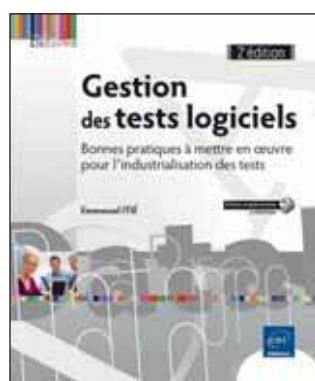 2e édition
Gestion
des tests logiciels
Bonnes pratiques à mettre en œuvre
pour l'industrialisation des tests
Emmanuel ITIÉ
eni